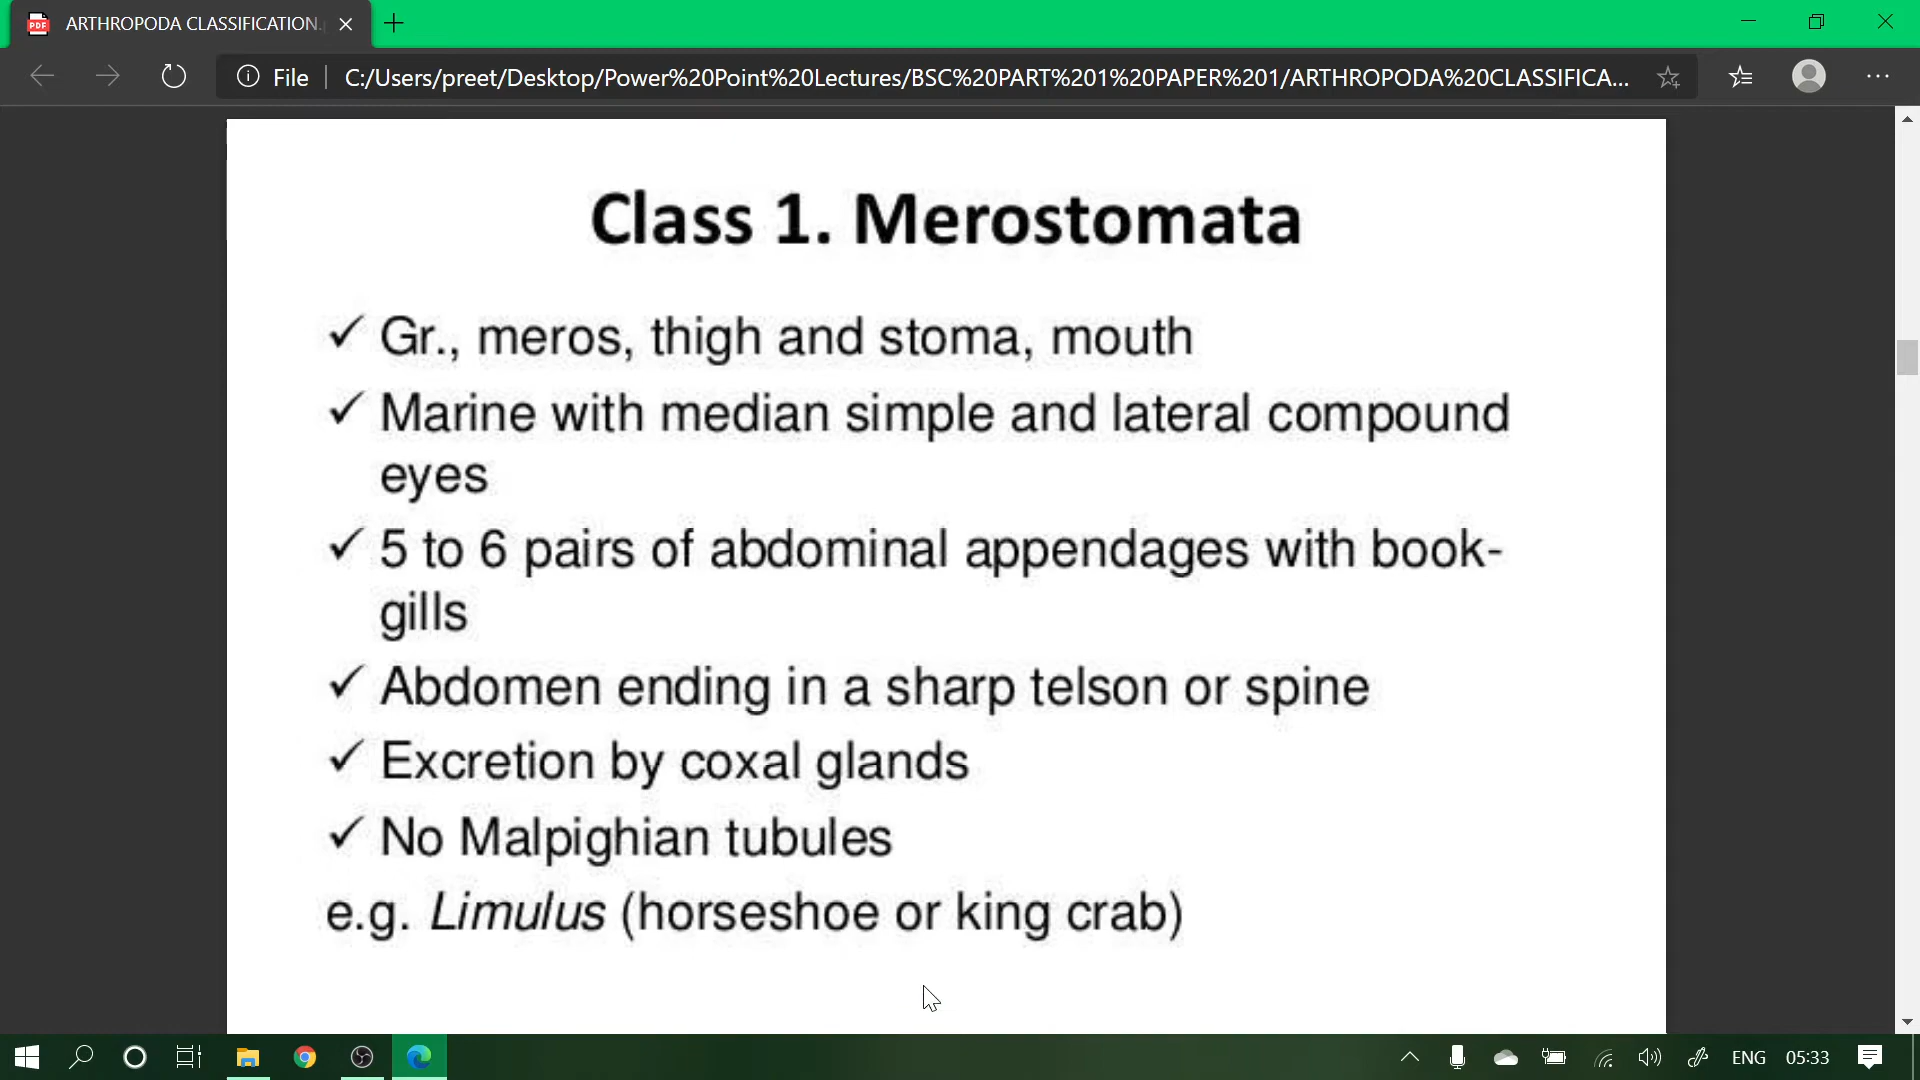 ARTHROPODA CLASSIFICATION.
File
C:/Users/preet/Desktop/Power%20Point%20Lectures/BSC%20PART%201%20PAPER%201/ARTHROPODA%20CLASSIFICA...
Class 1. Merostomata
✓ Gr., meros, thigh and stoma, mouth
✓ Marine with median simple and lateral compound
eyes
✓ 5 to 6 pairs of abdominal appendages with book-
gills
✓ Abdomen ending in a sharp telson or spine
✓ Excretion by coxal glands
✓ No Malpighian tubules
e.g. Limulus (horseshoe or king crab)
ENG 05:33